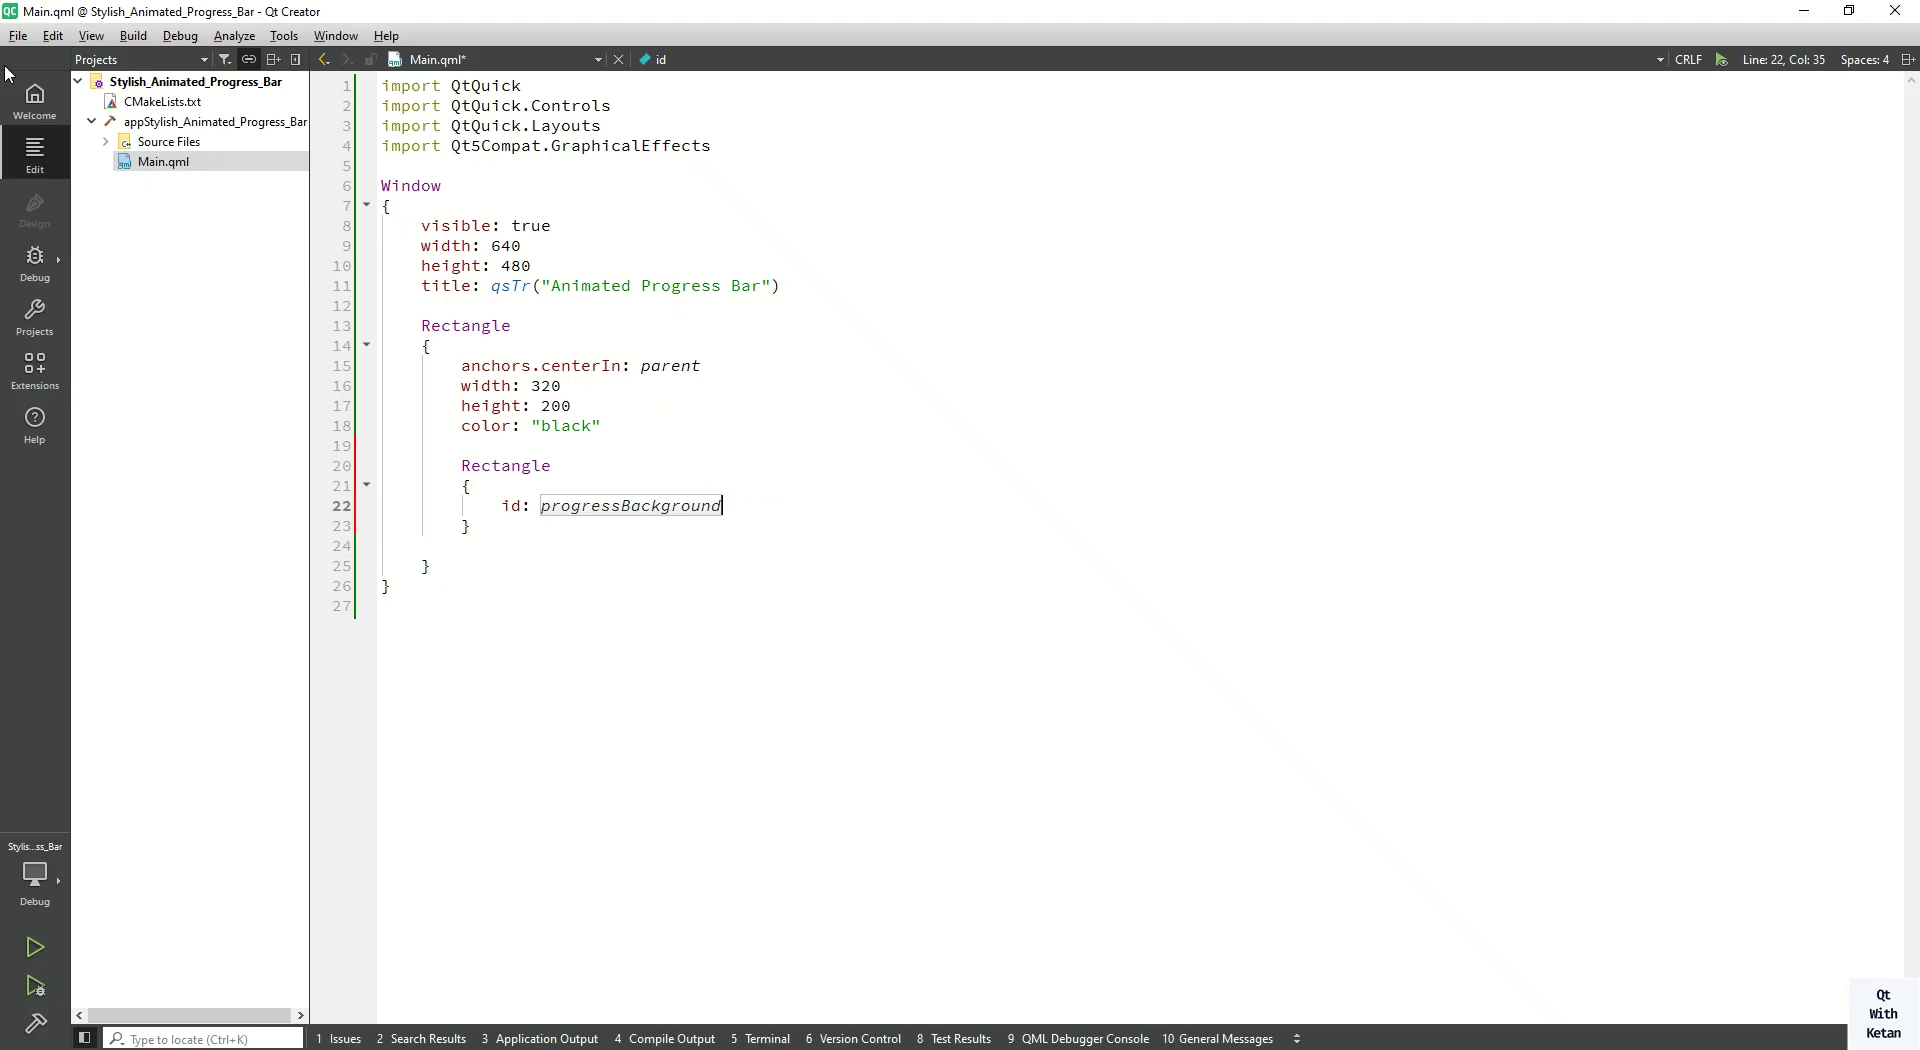 Main.qml @ Stylish_Animated_Progress_Bar - Qt Creator
File Edit View Build Debug Analyze Tools Window Help
Projects Main.qml* id CRLF Line: 22, Col: 35 Spaces: 4
Welcome
Edit
Design
Debug
Projects
Extensions
Help
Stylis...ss_Bar
Debug
Stylish_Animated_Progress_Bar
CMakeLists.txt
appStylish_Animated_Progress_Bar
Source Files
Main.qml
1 import QtQuick
2 import QtQuick.Controls
3 import QtQuick.Layouts
4 import Qt5Compat.GraphicalEffects
5
6 Window
7 {
8 visible: true
9 width: 640
10 height: 480
11 title: qsTr("Animated Progress Bar")
12
13 Rectangle
14 {
15 anchors.centerIn: parent
16 width: 320
17 height: 200
18 color: "black"
19
20 Rectangle
21 {
22 id: progressBackground
23 }
24
25 }
26 }
27
Type to locate (Ctrl+K) 1 Issues 2 Search Results 3 Application Output 4 Compile Output 5 Terminal 6 Version Control 8 Test Results 9 QML Debugger Console 10 General Messages
Qt
With
Ketan